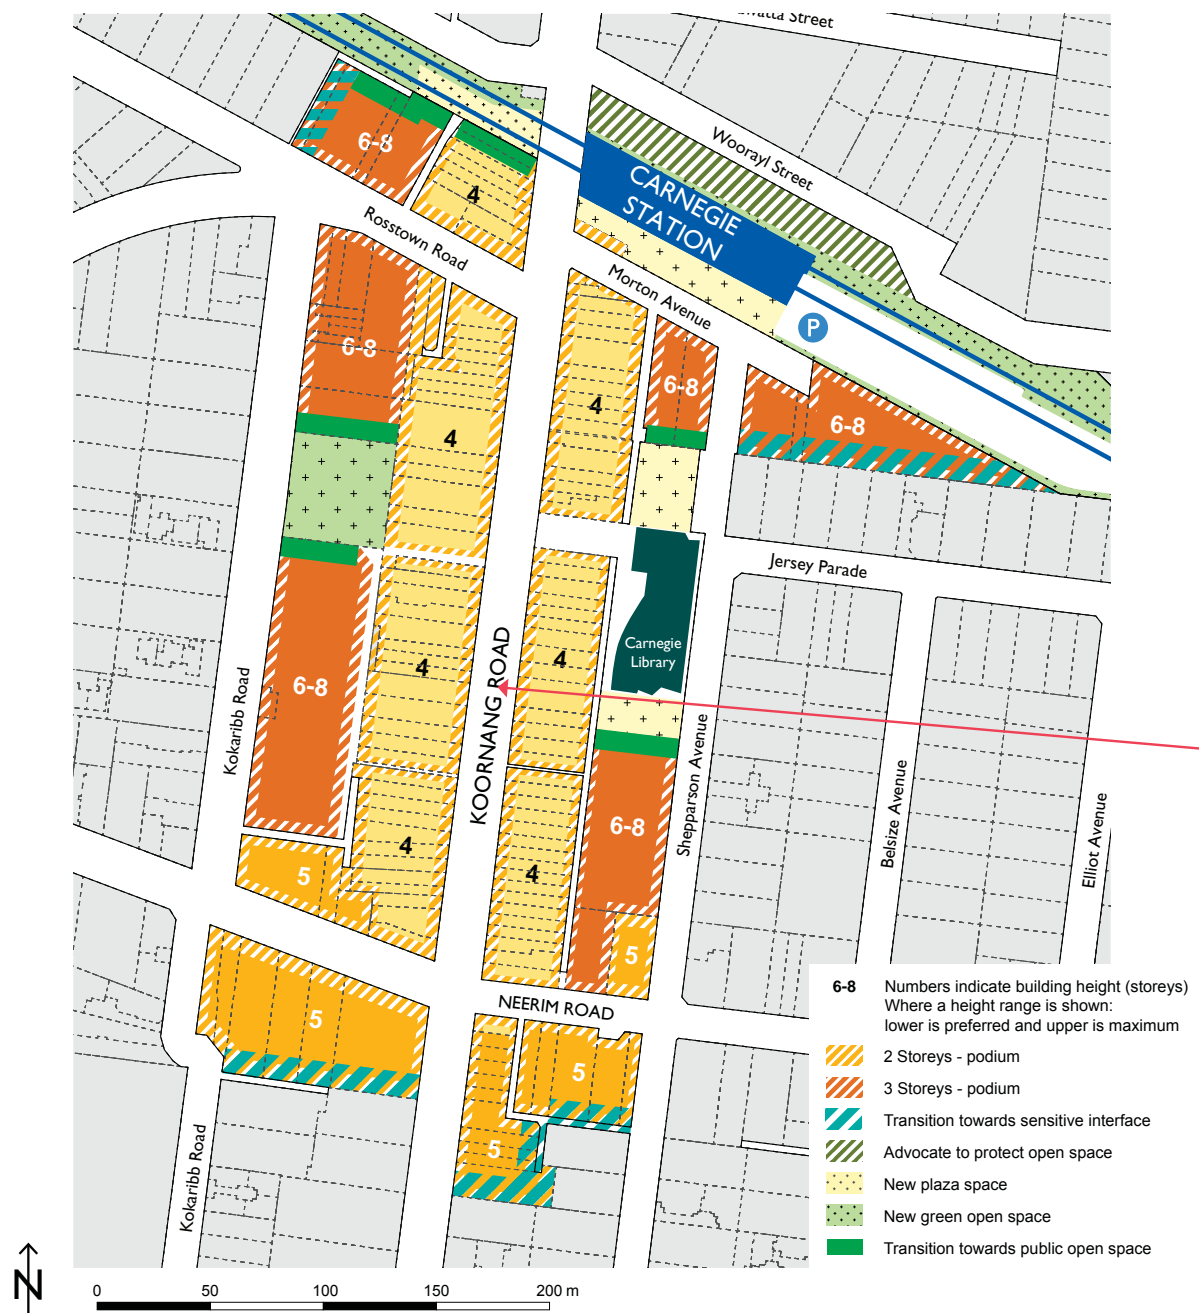 Street
Woorayl Street
CARNEGIE
STATION
6-8
4
Rosstown Road
Morton Avenue
P
6-8
6-8
4
6-8
4
Jersey Parade
Carnegie
Library
KOORNANG ROAD
4
4
6-8
Kokaribb Road
Shepparson Avenue
Belsize Avenue
Elliot Avenue
6-8
4
4
5
5
NEERIM ROAD
5
5
5
Kokaribb Road
6-8 Numbers indicate building height (storeys)
Where a height range is shown:
lower is preferred and upper is maximum
2 Storeys - podium
3 Storeys - podium
Transition towards sensitive interface
Advocate to protect open space
New plaza space
New green open space
Transition towards public open space
N
0 50 100 150 200 m